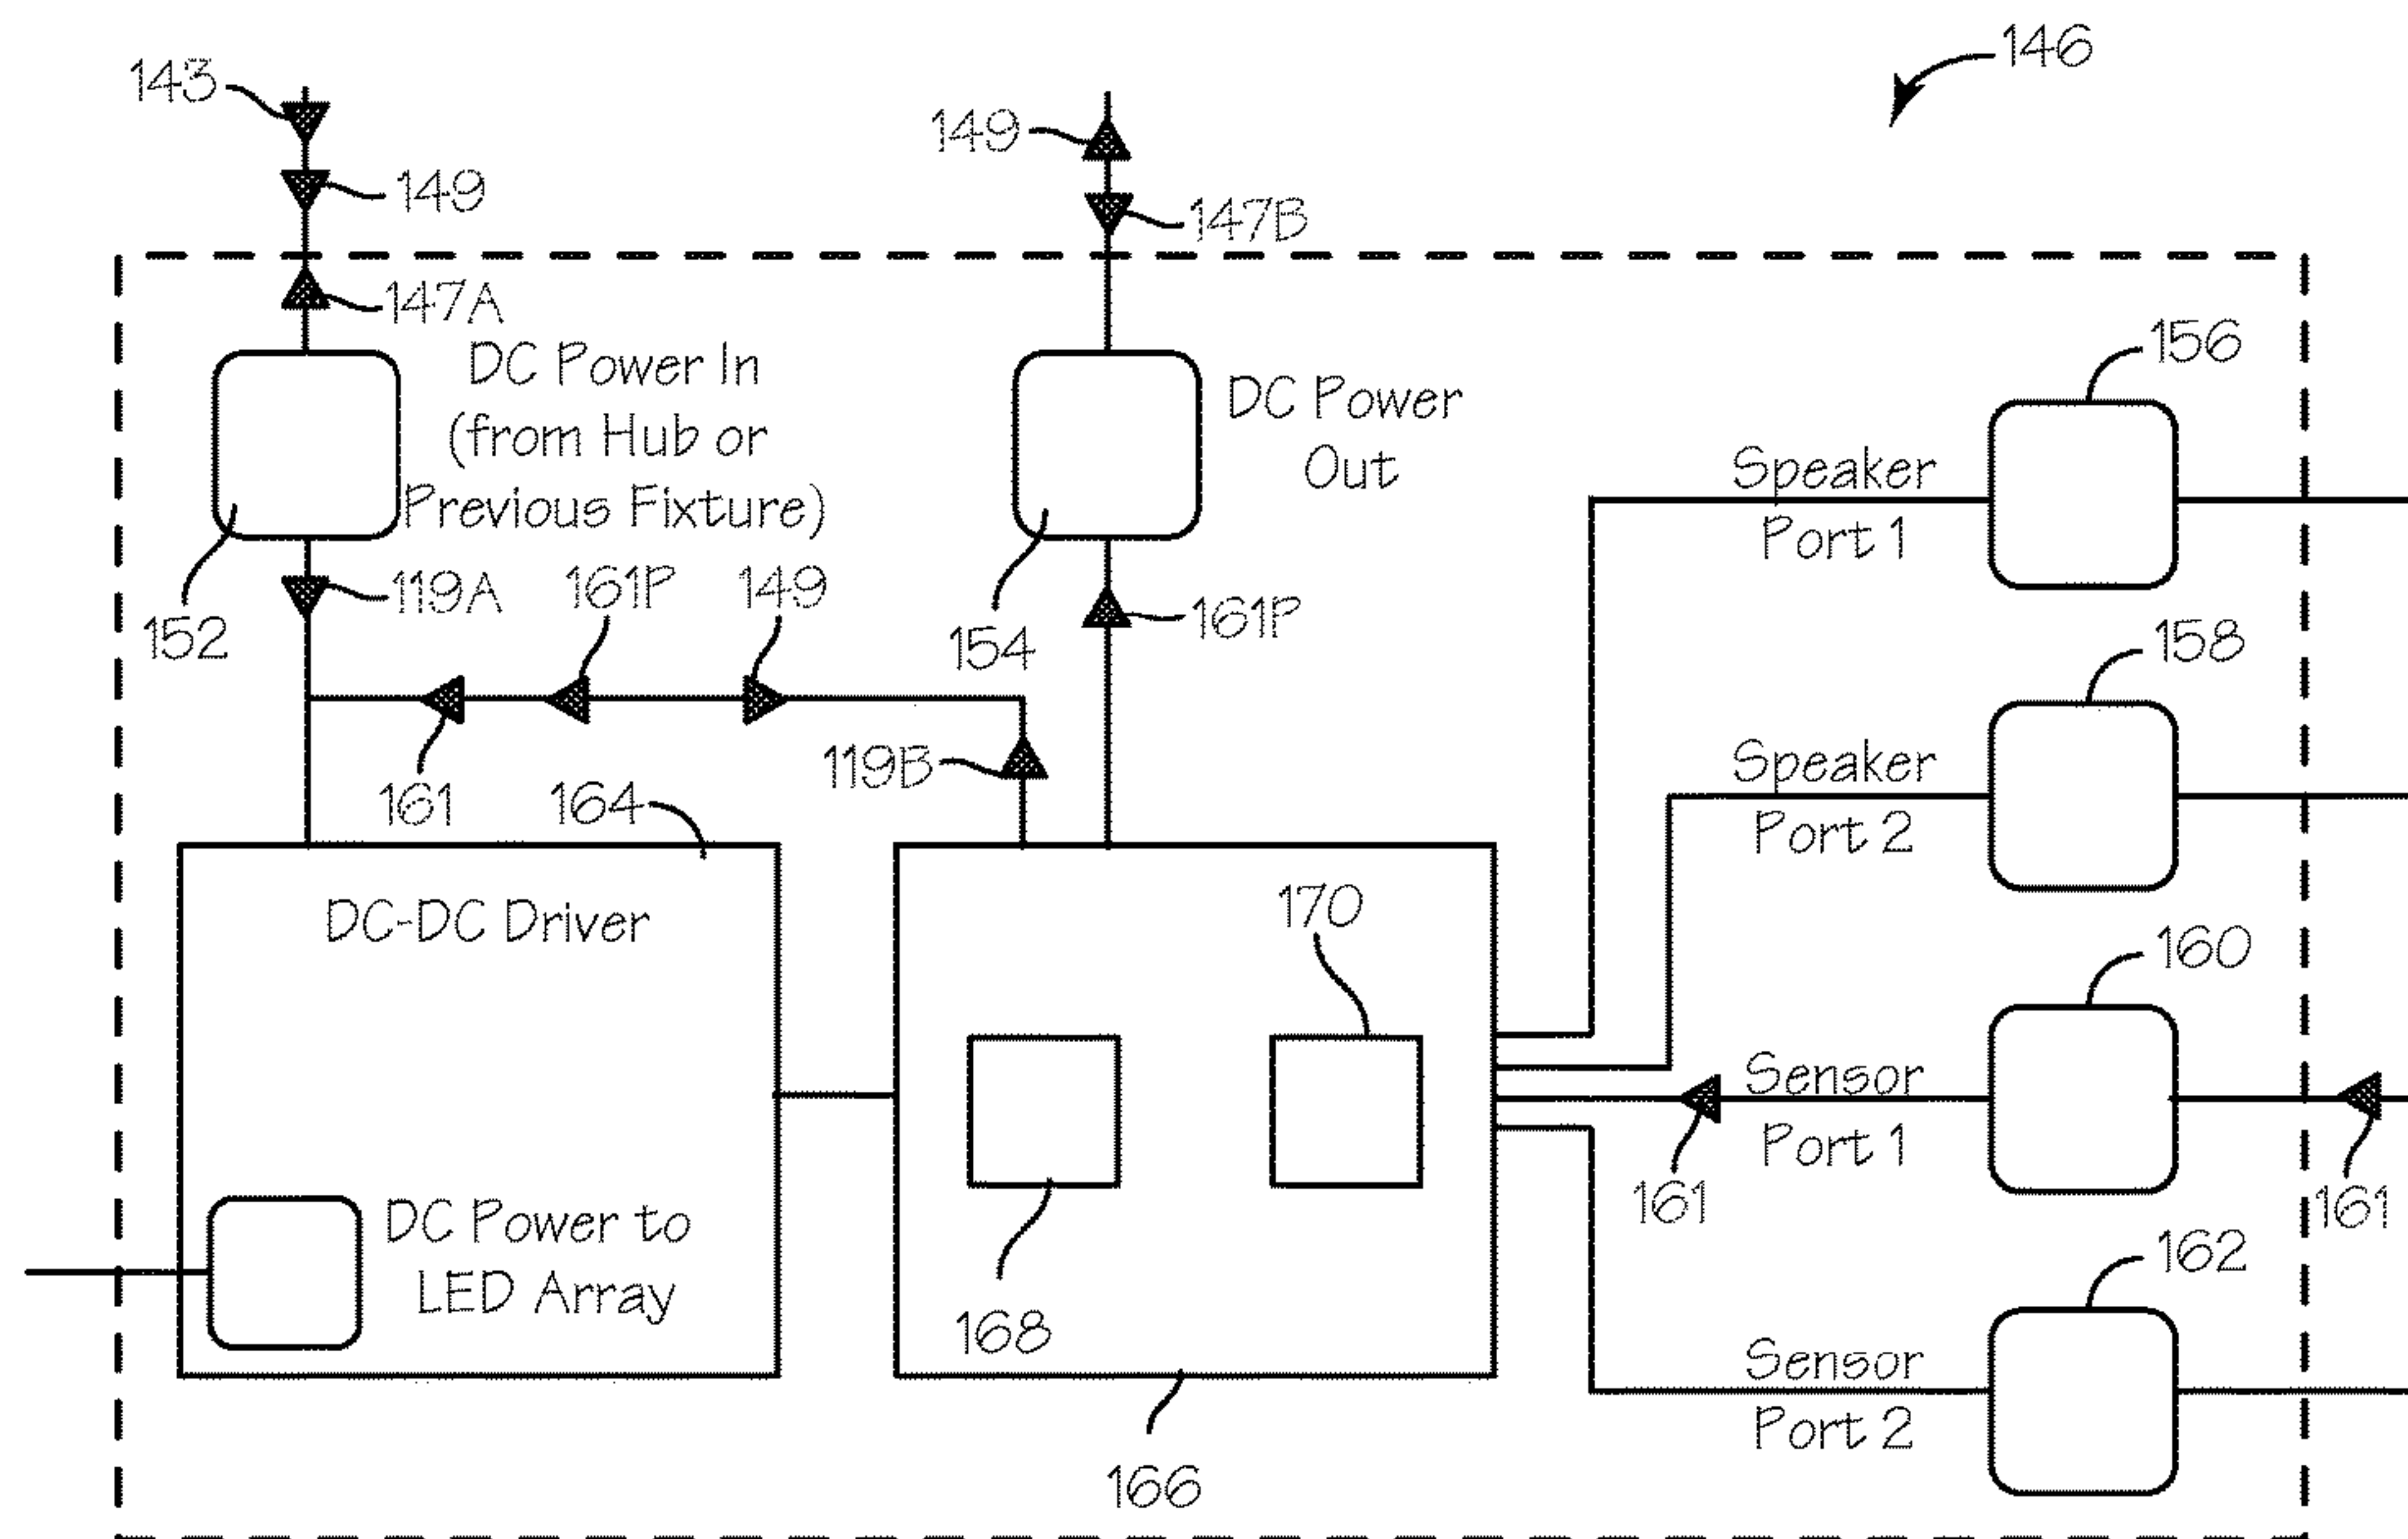 146
143
149
149
147B
147A
DC Power In
(from Hub or
Previous Fixture)
DC Power
Out
156
Speaker
Port 1
152
119A
161P
149
154
161P
158
119B
161
164
Speaker
Port 2
DC-DC Driver
170
160
Sensor
Port 1
161
161
DC Power to
LED Array
168
162
Sensor
Port 2
166